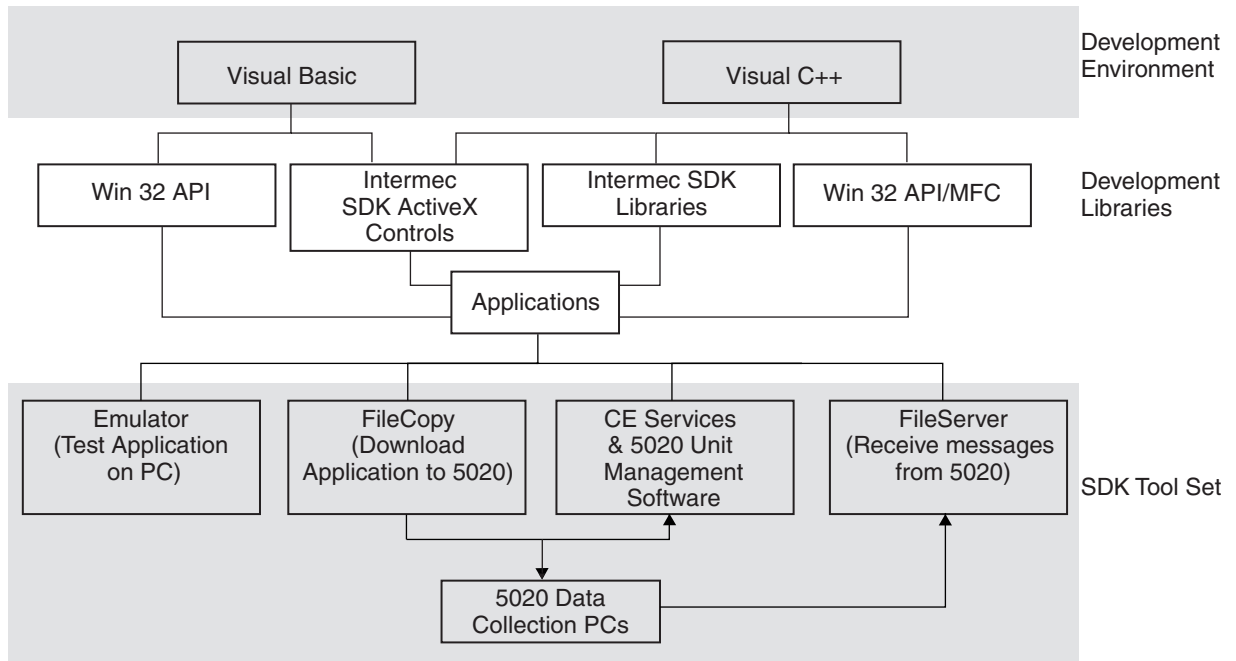 Visual Basic
Visual C++
Development
Environment
Win 32 API
Intermec
SDK ActiveX
Controls
Intermec SDK
Libraries
Win 32 API/MFC
Development
Libraries
Applications
Emulator
(Test Application
on PC)
FileCopy
(Download
Application to 5020)
CE Services
& 5020 Unit
Management
Software
FileServer
(Receive messages
from 5020)
SDK Tool Set
5020 Data
Collection PCs